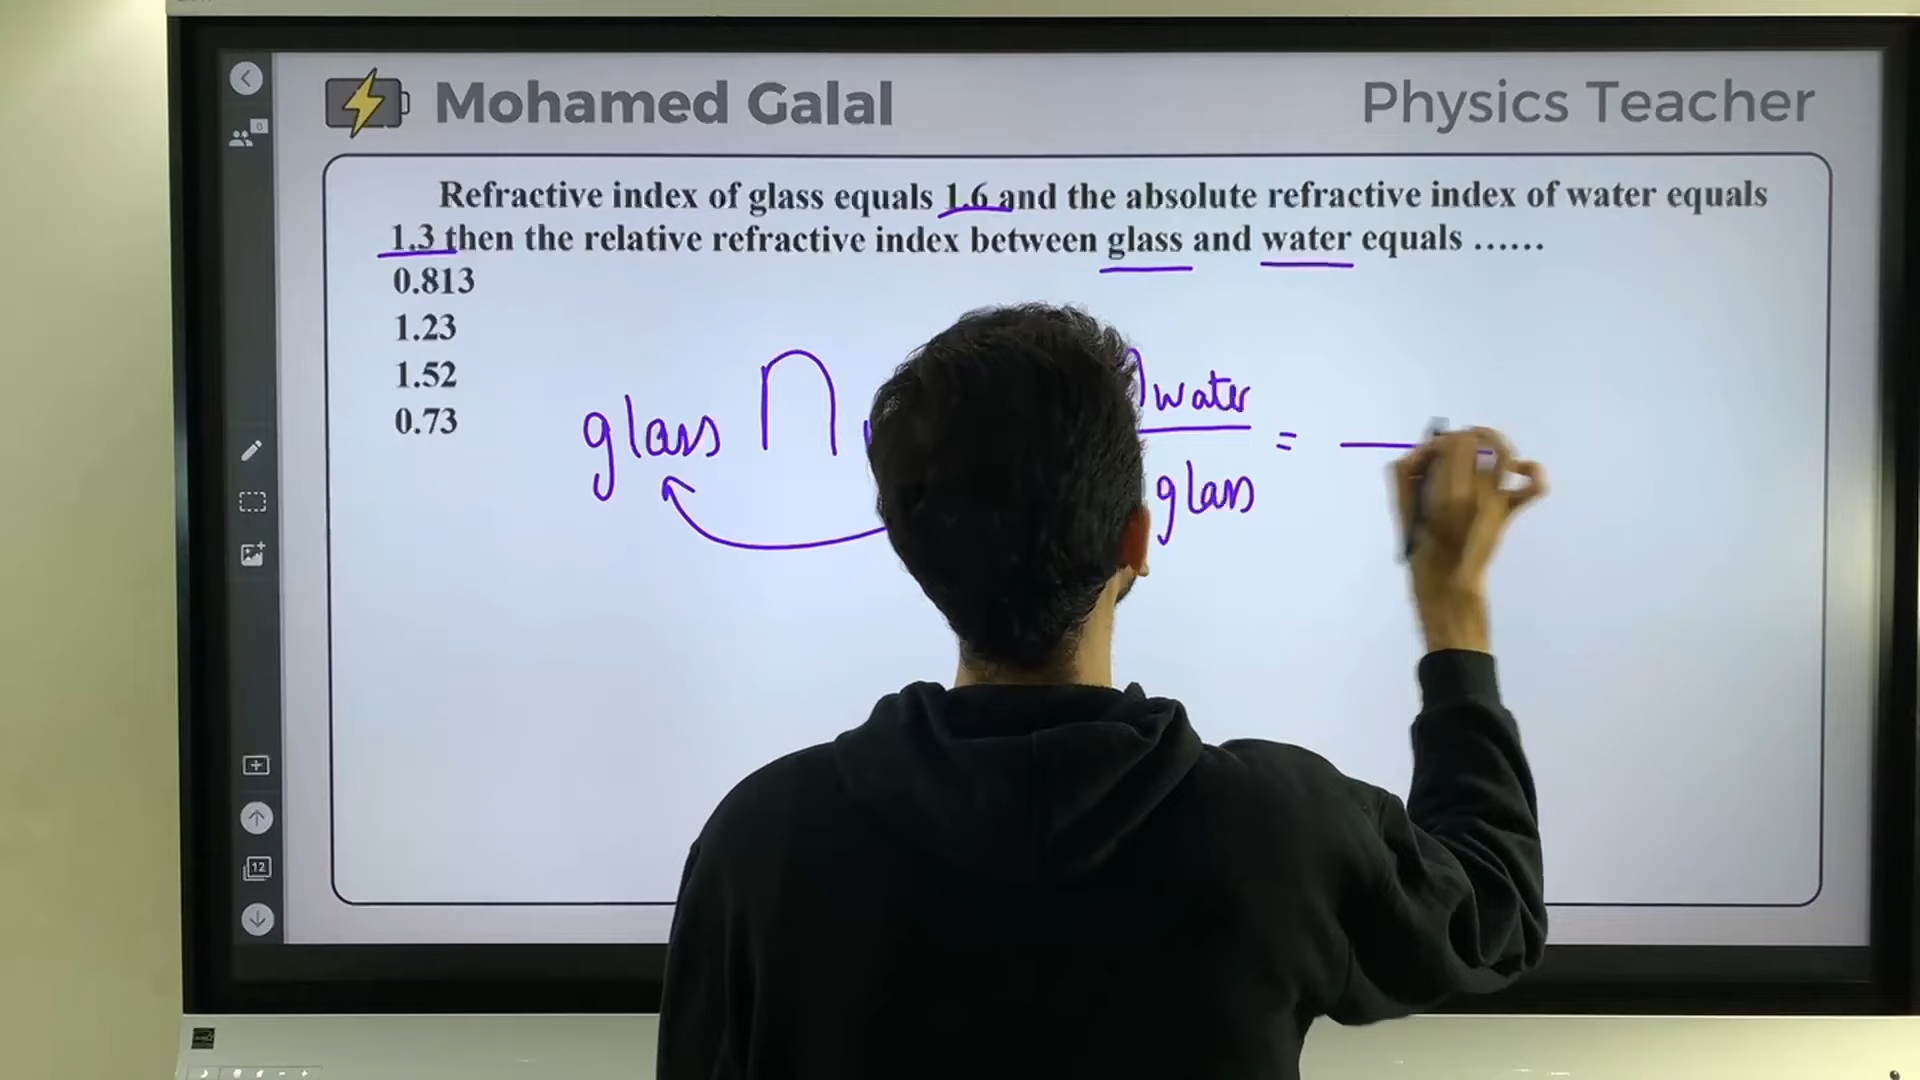 Mohamed Galal
Physics Teacher
0
Refractive index of glass equals 1.6 and the absolute refractive index of water equals
1.3 then the relative refractive index between glass and water equals ......
0.813
1.23
1.52
0.73
glass n
water
=
glass
12